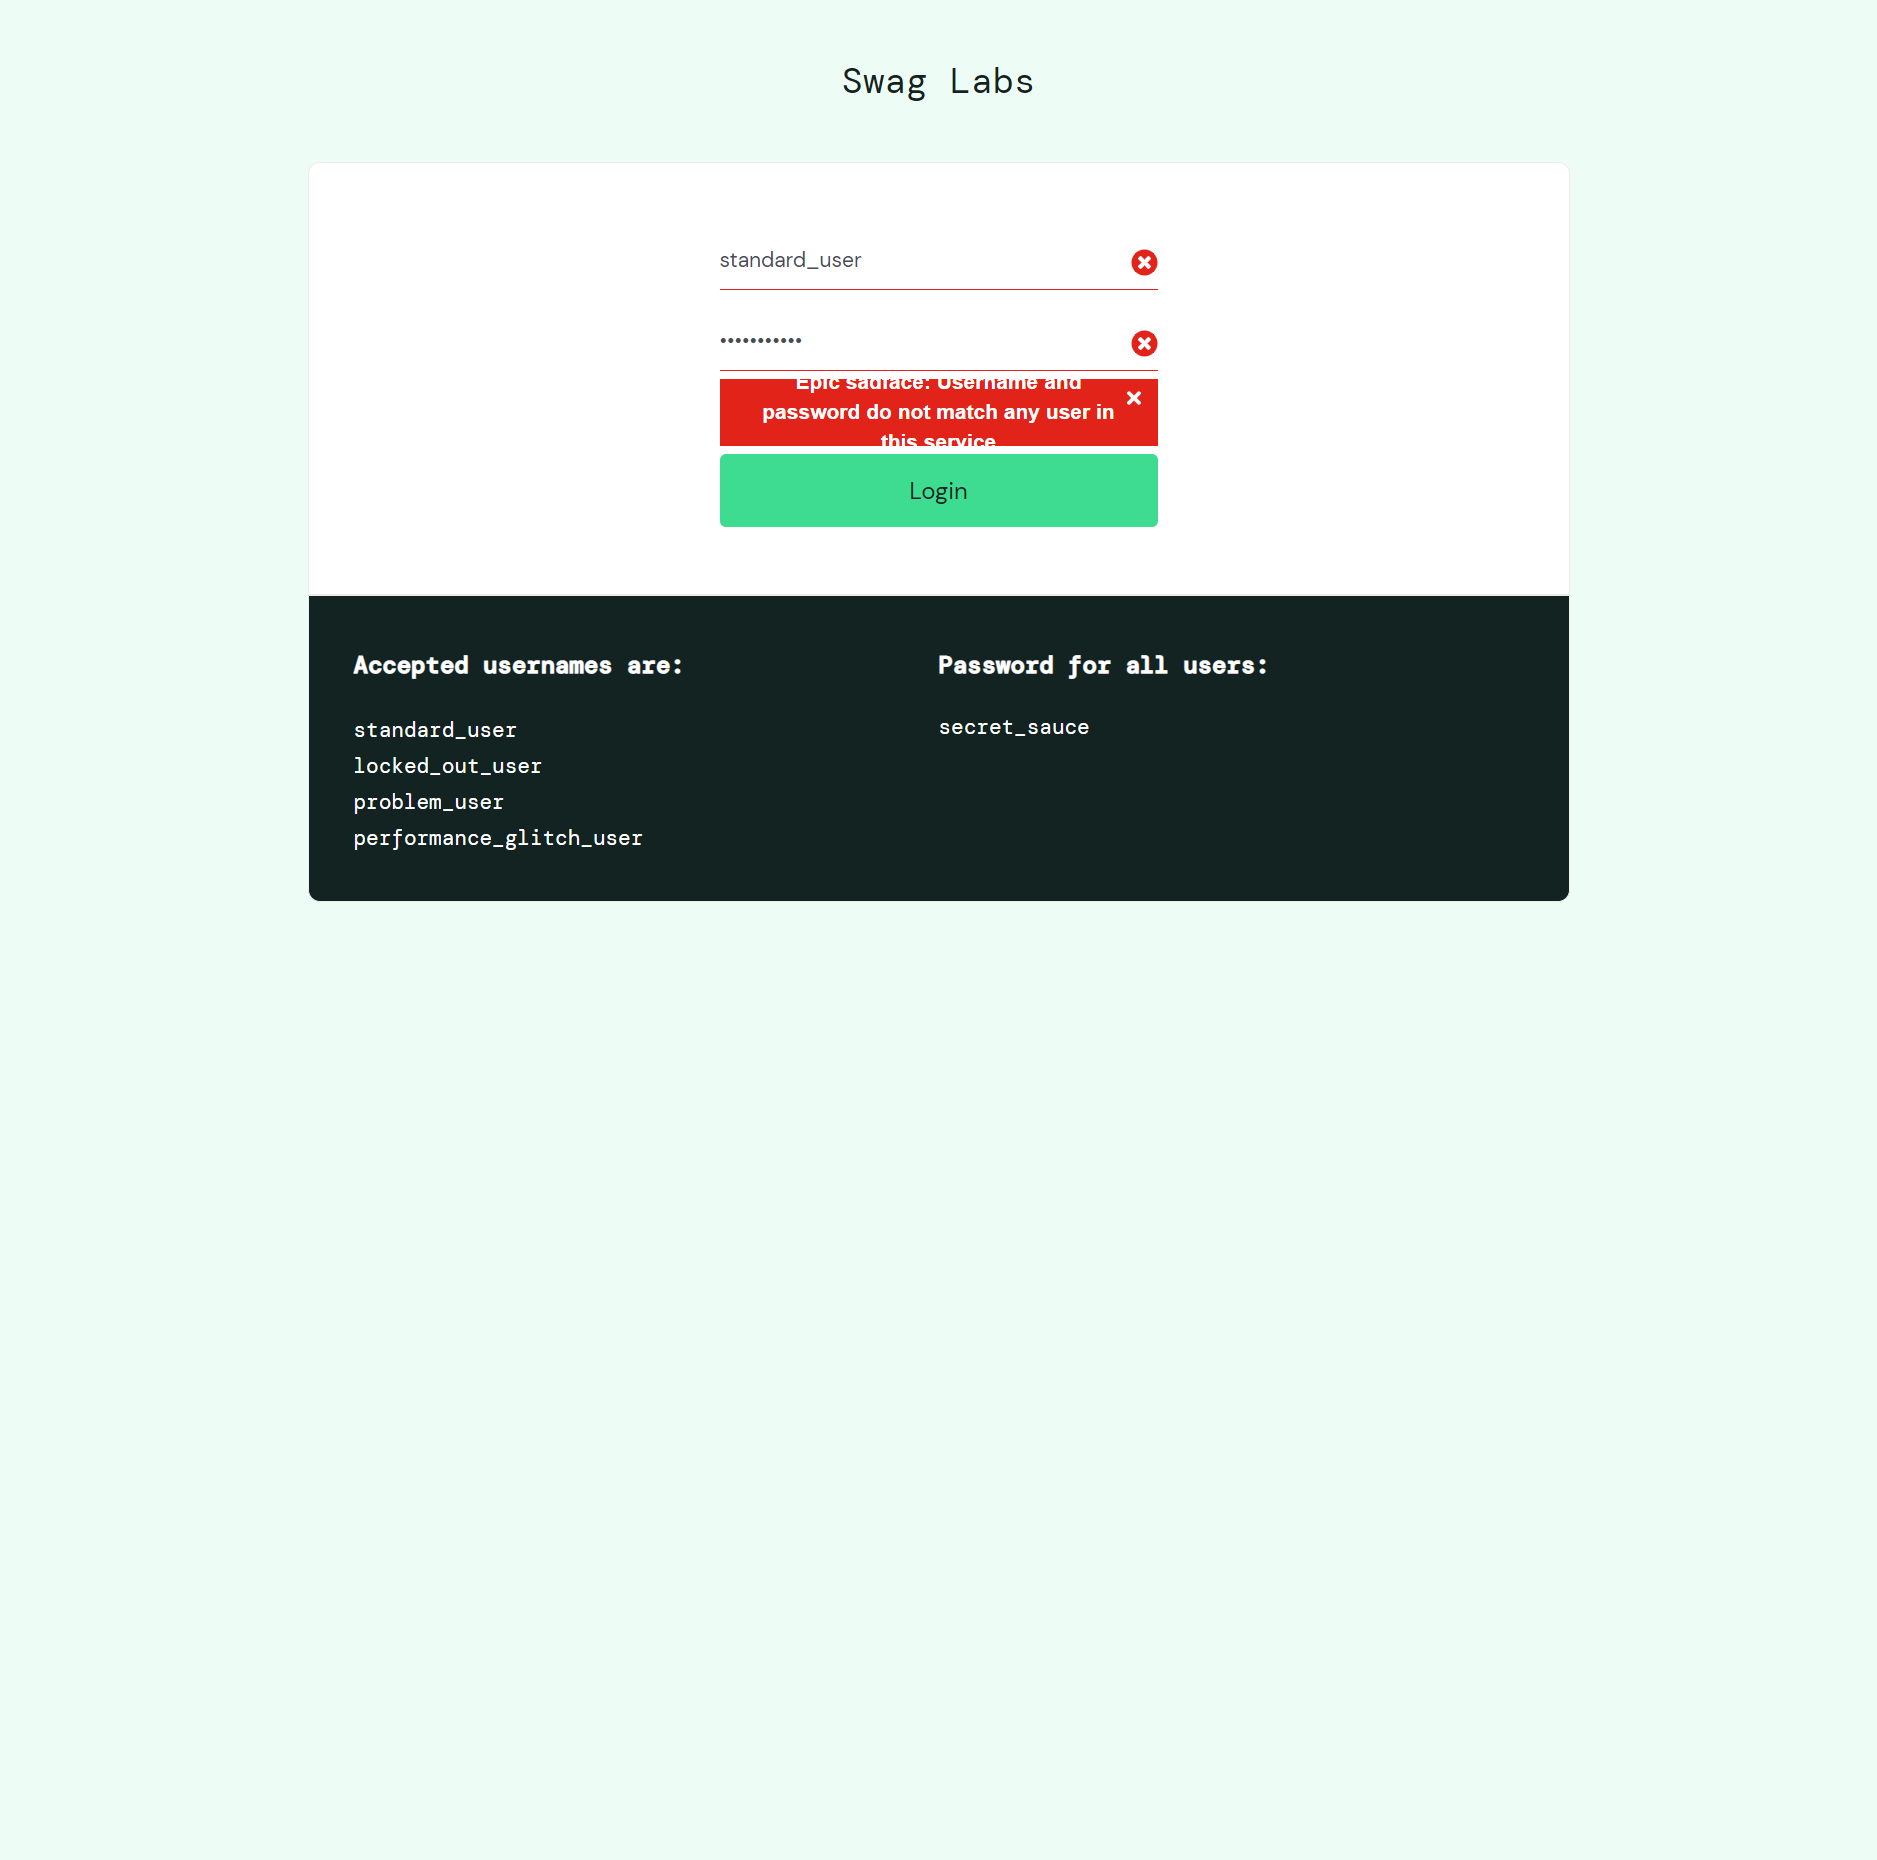 Swag Labs
standard_user
•••••••••••
Epic sadface: Username and
password do not match any user in
this service
Login
Accepted usernames are:
standard_user
locked_out_user
problem_user
performance_glitch_user
Password for all users:
secret_sauce